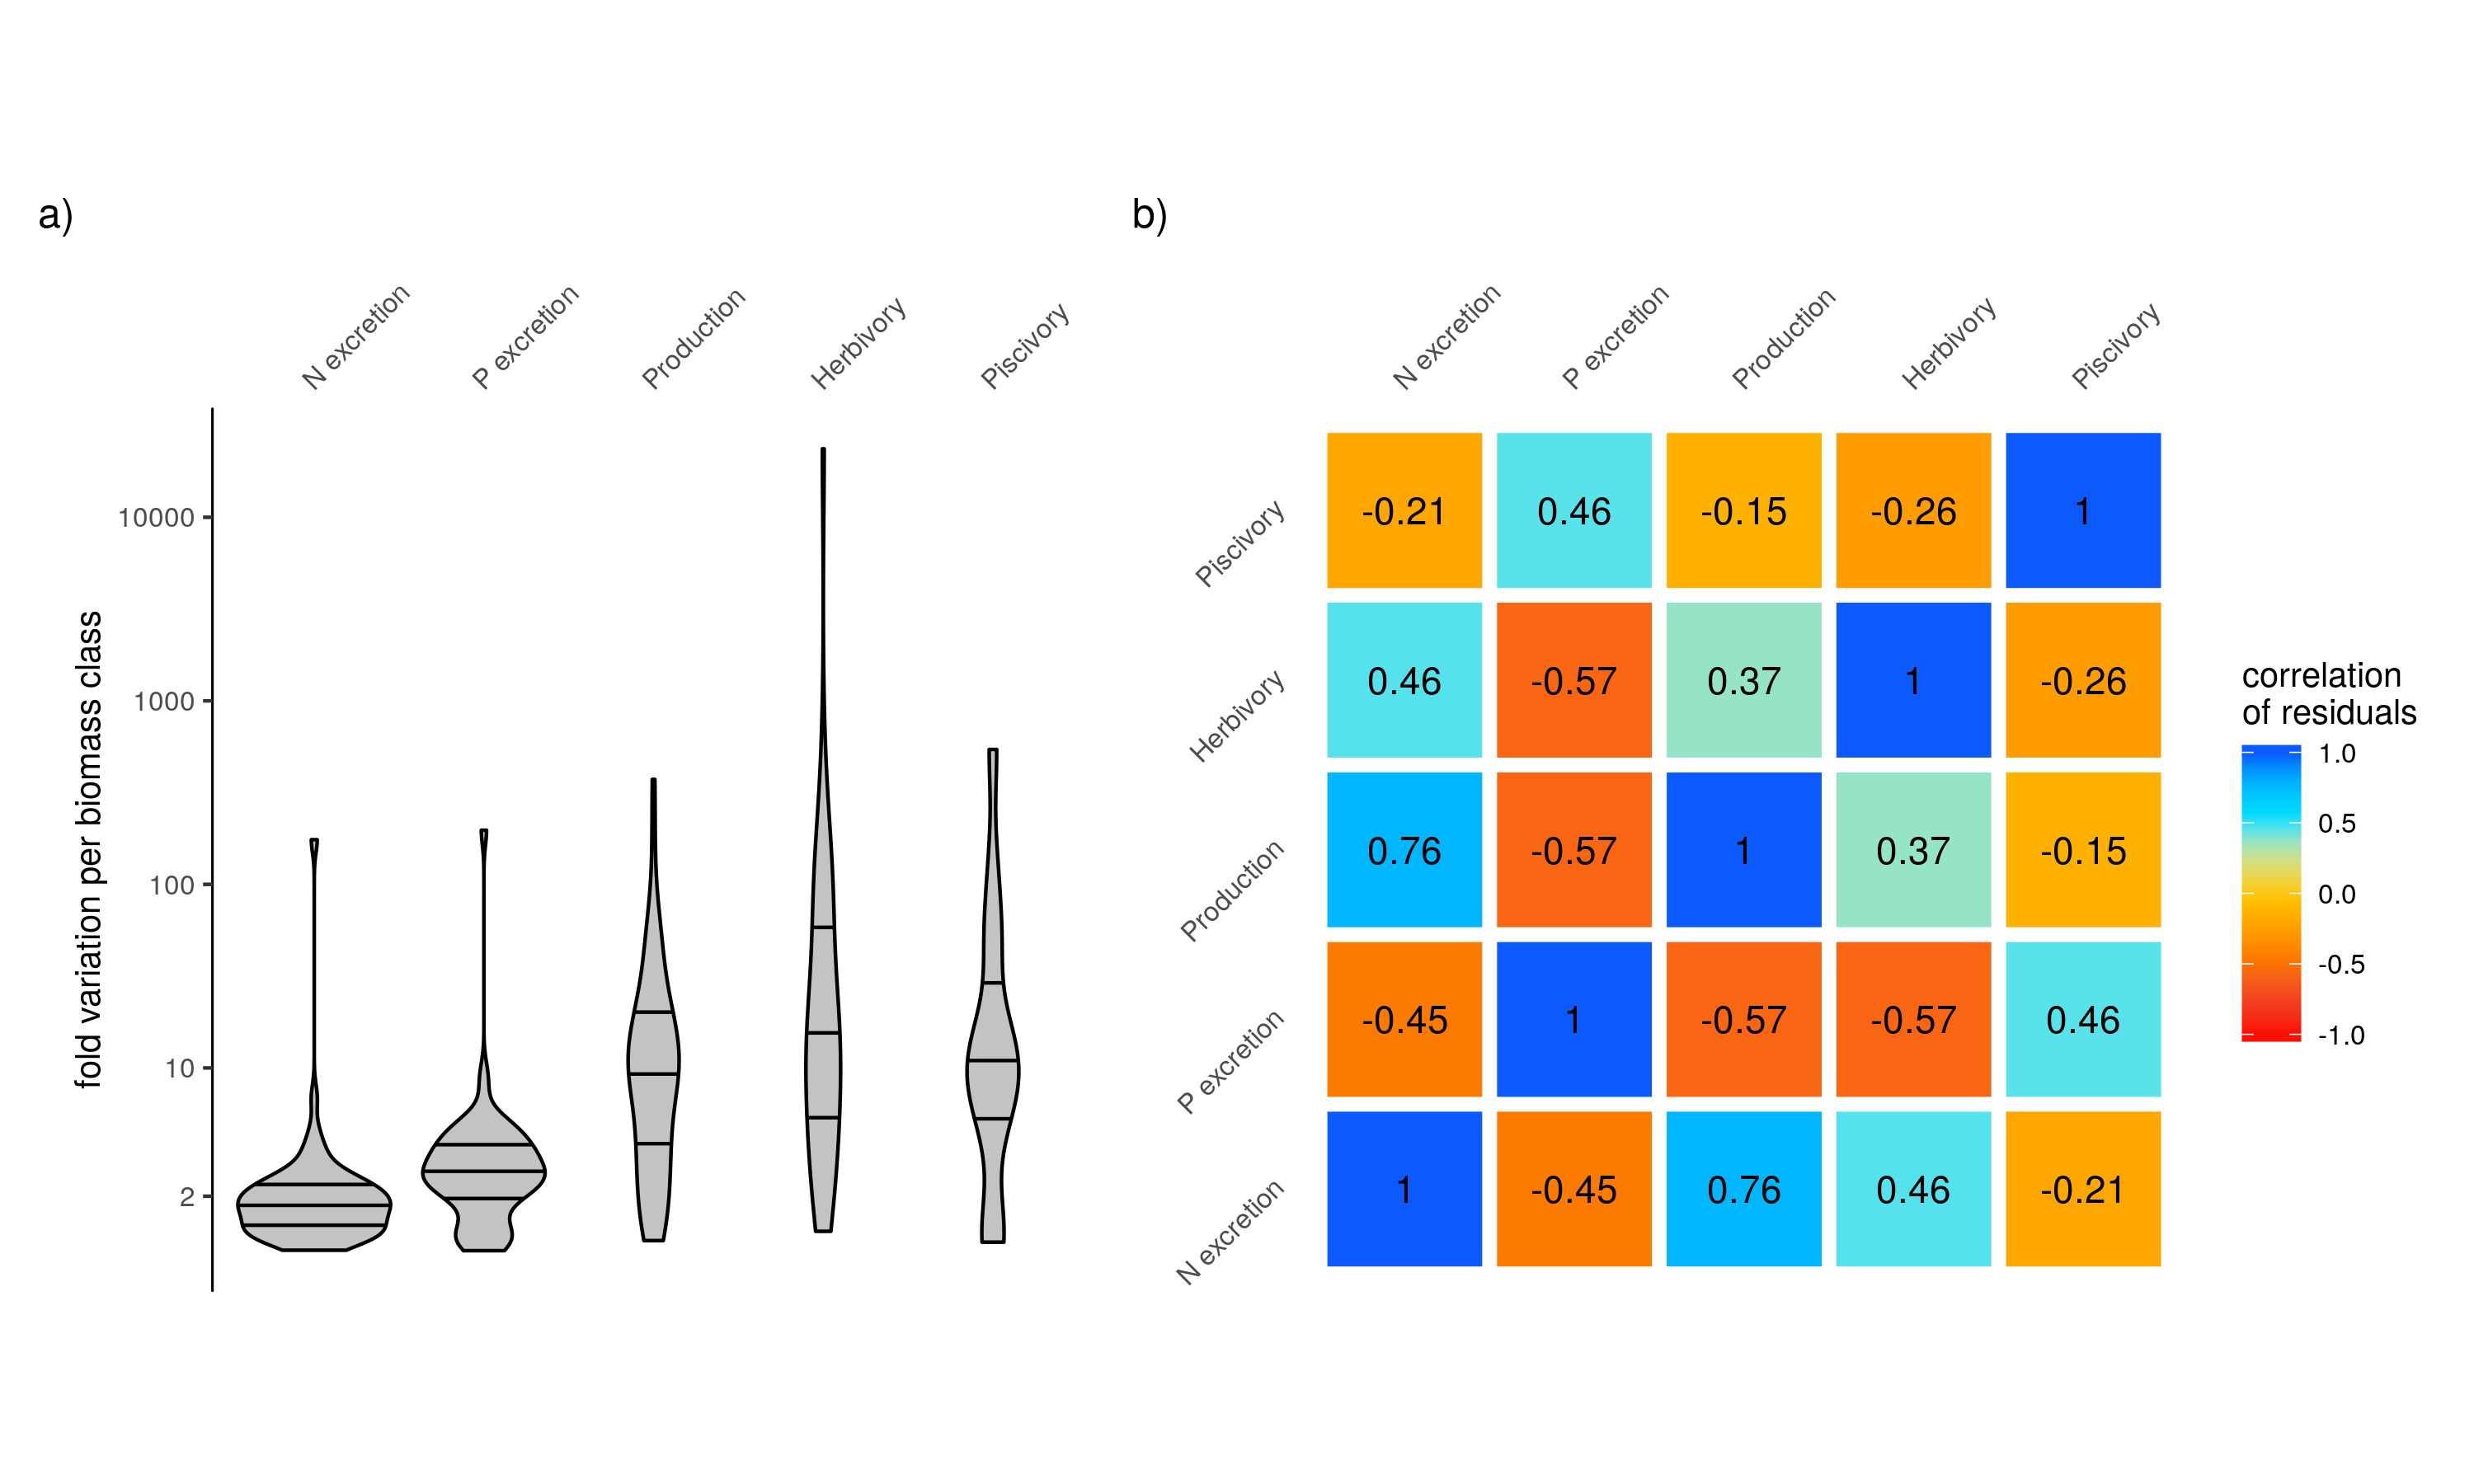 a)
N excretion
P excretion
Production
Herbivory
Piscivory
fold variation per biomass class
10000
1000
100
10
2
b)
N excretion
P excretion
Production
Herbivory
Piscivory
Piscivory
-0.21
0.46
-0.15
-0.26
1
Herbivory
0.46
-0.57
0.37
1
-0.26
Production
0.76
-0.57
1
0.37
-0.15
P excretion
-0.45
1
-0.57
-0.57
0.46
N excretion
1
-0.45
0.76
0.46
-0.21
correlation
of residuals
1.0
0.5
0.0
-0.5
-1.0